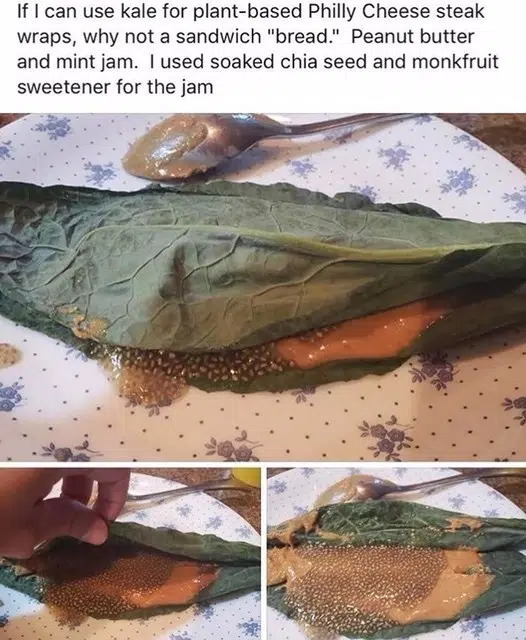 If I can use kale for plant-based Philly Cheese steak
wraps, why not a sandwich "bread."  Peanut butter
and mint jam.  I used soaked chia seed and monkfruit
sweetener for the jam